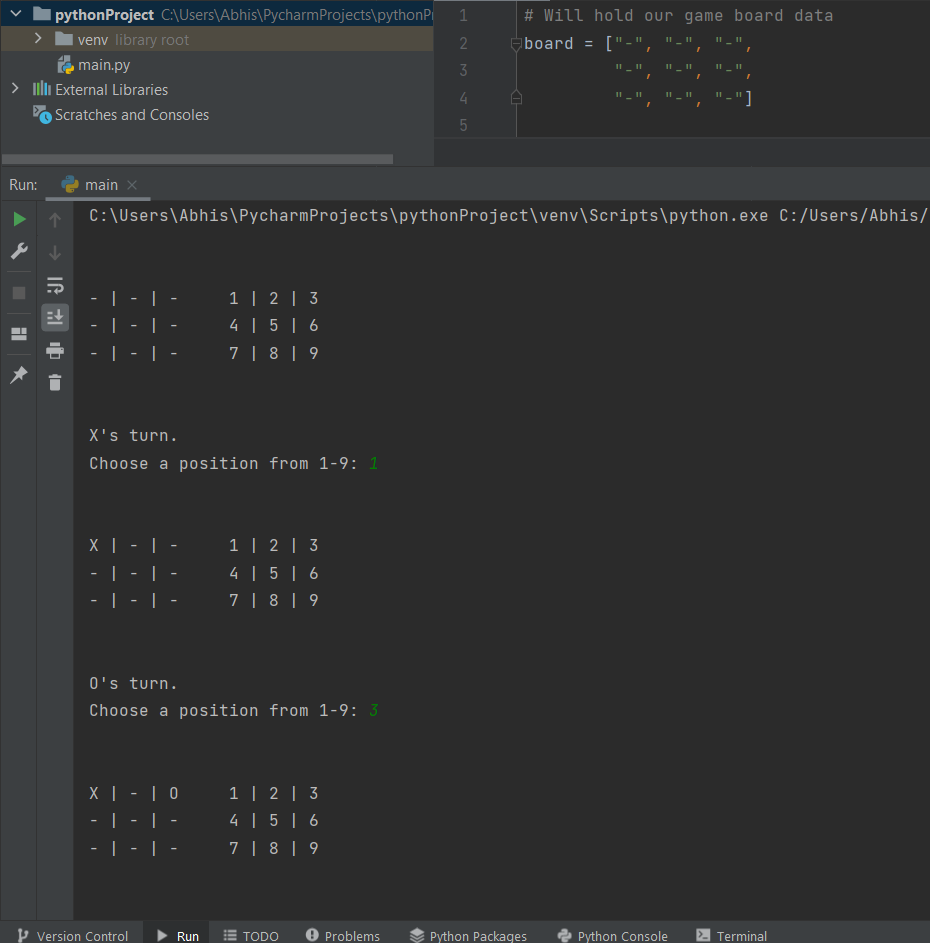 pythonProject C:\Users\Abhis\PycharmProjects\pythonPr
venv library root
main.py
External Libraries
Scratches and Consoles
1 # Will hold our game board data
2 board = ["-", "-", "-",
3 "-", "-", "-",
4 "-", "-", "-"]
5
Run: main
C:\Users\Abhis\PycharmProjects\pythonProject\venv\Scripts\python.exe C:/Users/Abhis/
- | - | - 1 | 2 | 3
- | - | - 4 | 5 | 6
- | - | - 7 | 8 | 9
X's turn.
Choose a position from 1-9: 1
X | - | - 1 | 2 | 3
- | - | - 4 | 5 | 6
- | - | - 7 | 8 | 9
O's turn.
Choose a position from 1-9: 3
X | - | O 1 | 2 | 3
- | - | - 4 | 5 | 6
- | - | - 7 | 8 | 9
Version Control Run TODO Problems Python Packages Python Console Terminal